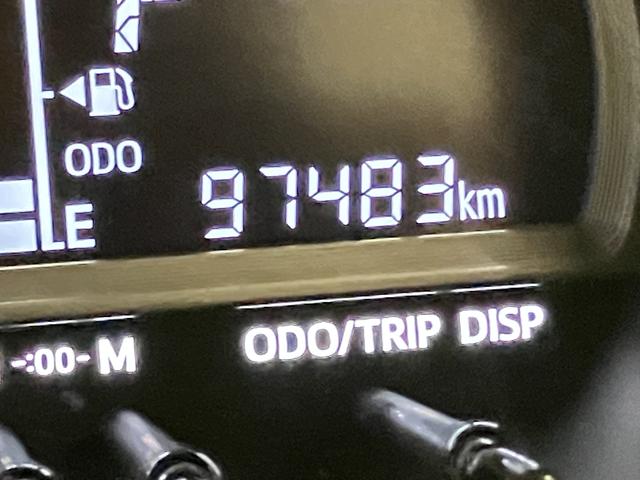 ODO
97483km
E
-:00- M
ODO/TRIP DISP